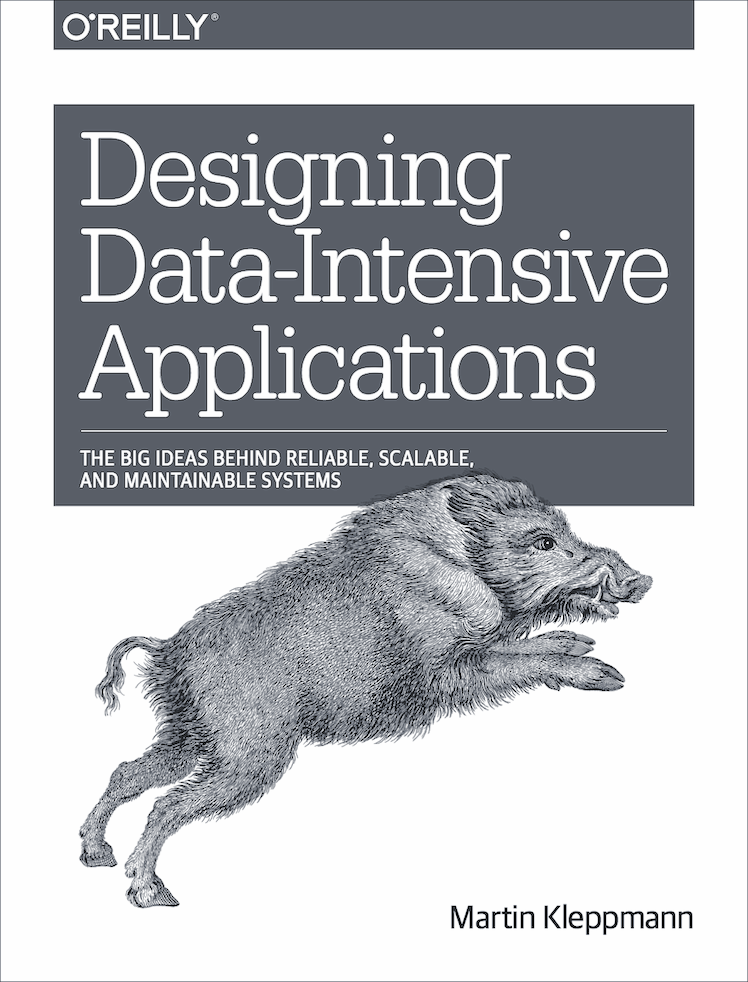 O'REILLY®
Designing
Data-Intensive
Applications
THE BIG IDEAS BEHIND RELIABLE, SCALABLE,
AND MAINTAINABLE SYSTEMS
Martin Kleppmann